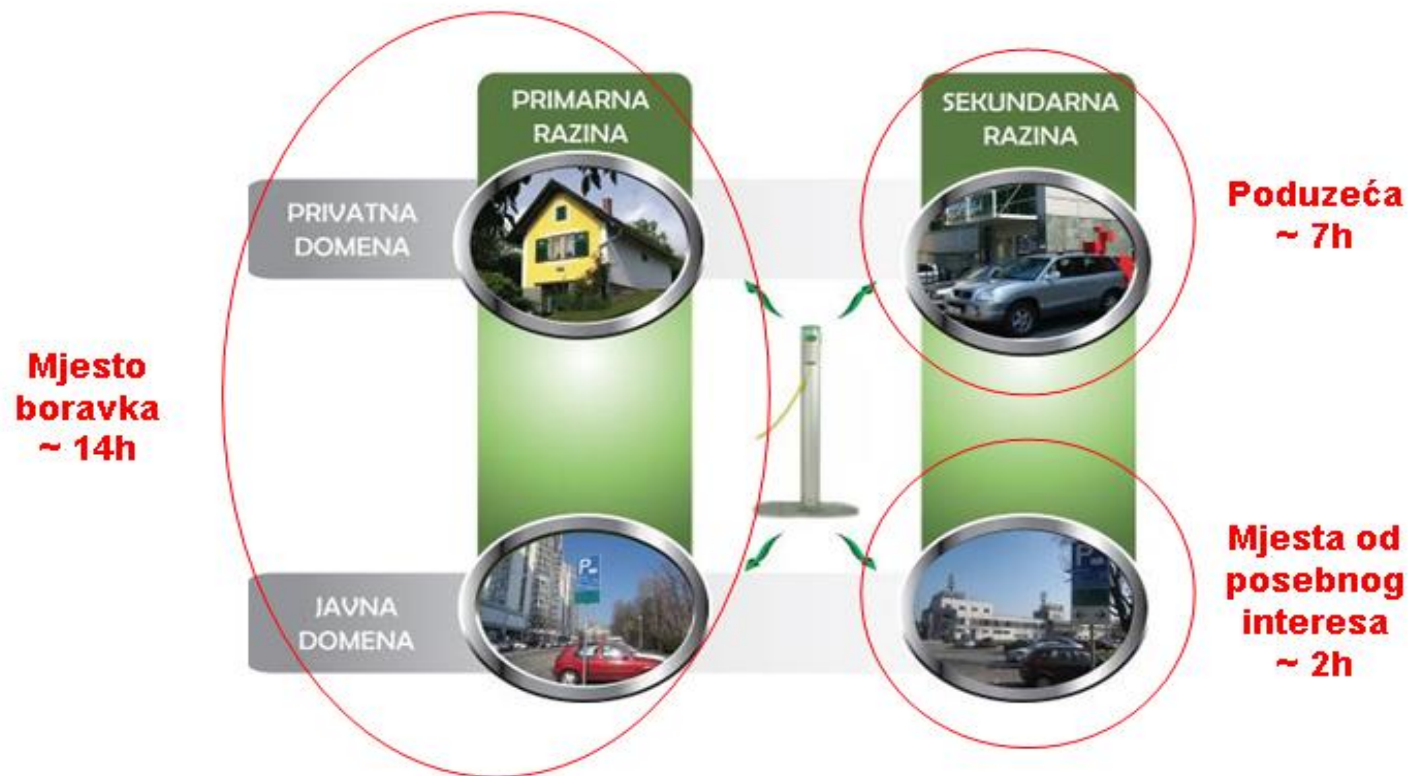 PRIMARNA
RAZINA
SEKUNDARNA
RAZINA
PRIVATNA
DOMENA
Poduzeća
~ 7h
Mjesto
boravka
~ 14h
JAVNA
DOMENA
P
P
Mjesta od
posebnog
interesa
~ 2h